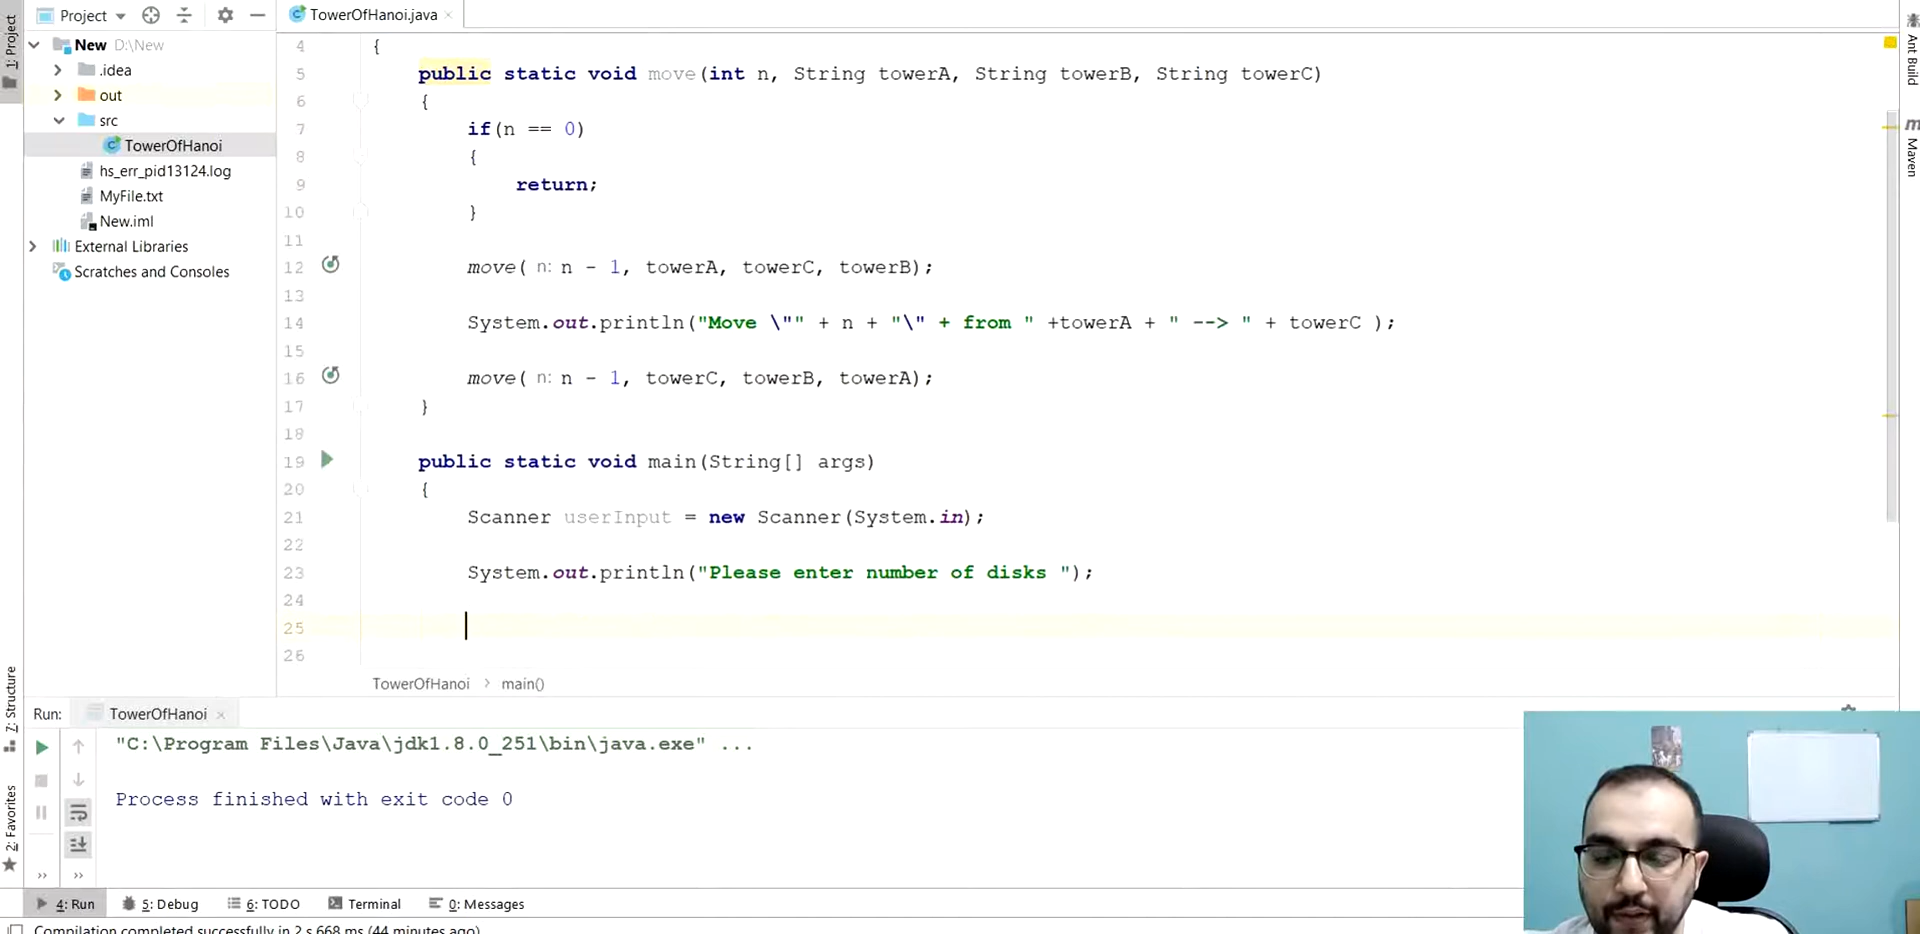 1: Project
Project
New D:\New
.idea
out
src
TowerOfHanoi
hs_err_pid13124.log
MyFile.txt
New.iml
External Libraries
Scratches and Consoles
TowerOfHanoi.java
4 {
5 public static void move(int n, String towerA, String towerB, String towerC)
6 {
7 if(n == 0)
8 {
9 return;
10 }
11
12 move( n: n - 1, towerA, towerC, towerB);
13
14 System.out.println("Move \"" + n + "\" + from " +towerA + " --> " + towerC );
15
16 move( n: n - 1, towerC, towerB, towerA);
17 }
18
19 public static void main(String[] args)
20 {
21 Scanner userInput = new Scanner(System.in);
22
23 System.out.println("Please enter number of disks ");
24
25
26
TowerOfHanoi > main()
Ant Build
m Maven
7: Structure
2: Favorites
Run: TowerOfHanoi
"C:\Program Files\Java\jdk1.8.0_251\bin\java.exe" ...
Process finished with exit code 0
4: Run 5: Debug 6: TODO Terminal 0: Messages
Compilation completed successfully in 2 s 668 ms (44 minutes ago)